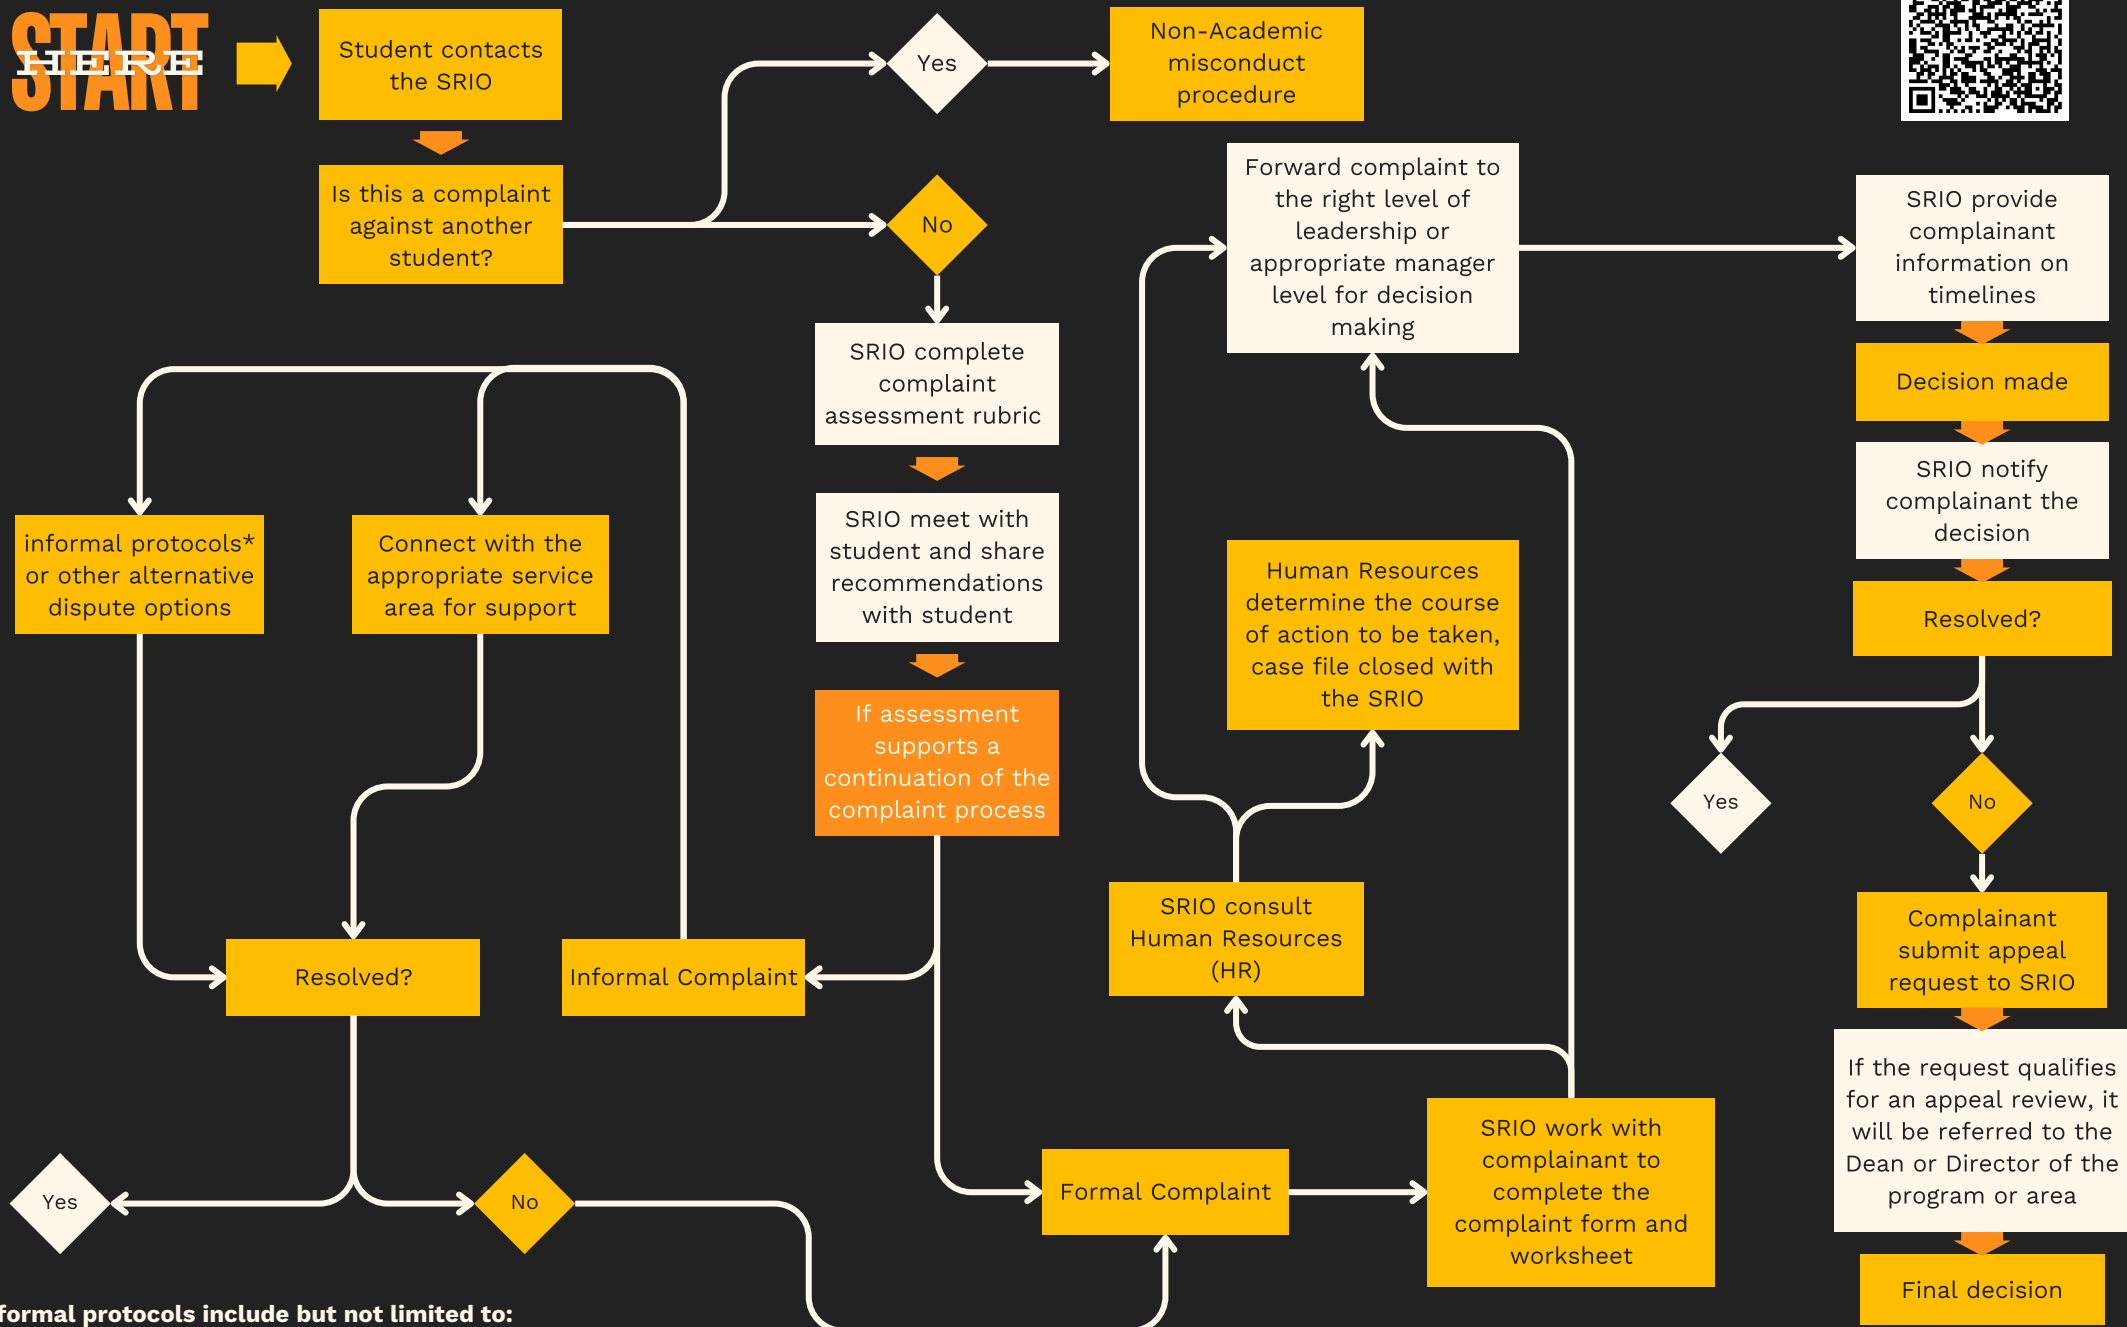 START
HERE
Student contacts
the SRIO
Is this a complaint
against another
student?
Yes
Non-Academic
misconduct
procedure
No
SRIO complete
complaint
assessment rubric
SRIO meet with
student and share
recommendations
with student
If assessment
supports a
continuation of the
complaint process
Informal Complaint
informal protocols*
or other alternative
dispute options
Connect with the
appropriate service
area for support
Resolved?
Yes
No
Formal Complaint
SRIO work with
complainant to
complete the
complaint form and
worksheet
SRIO consult
Human Resources
(HR)
Human Resources
determine the course
of action to be taken,
case file closed with
the SRIO
Forward complaint to
the right level of
leadership or
appropriate manager
level for decision
making
SRIO provide
complainant
information on
timelines
Decision made
SRIO notify
complainant the
decision
Resolved?
Yes
No
Complainant
submit appeal
request to SRIO
If the request qualifies
for an appeal review, it
will be referred to the
Dean or Director of the
program or area
Final decision
formal protocols include but not limited to: